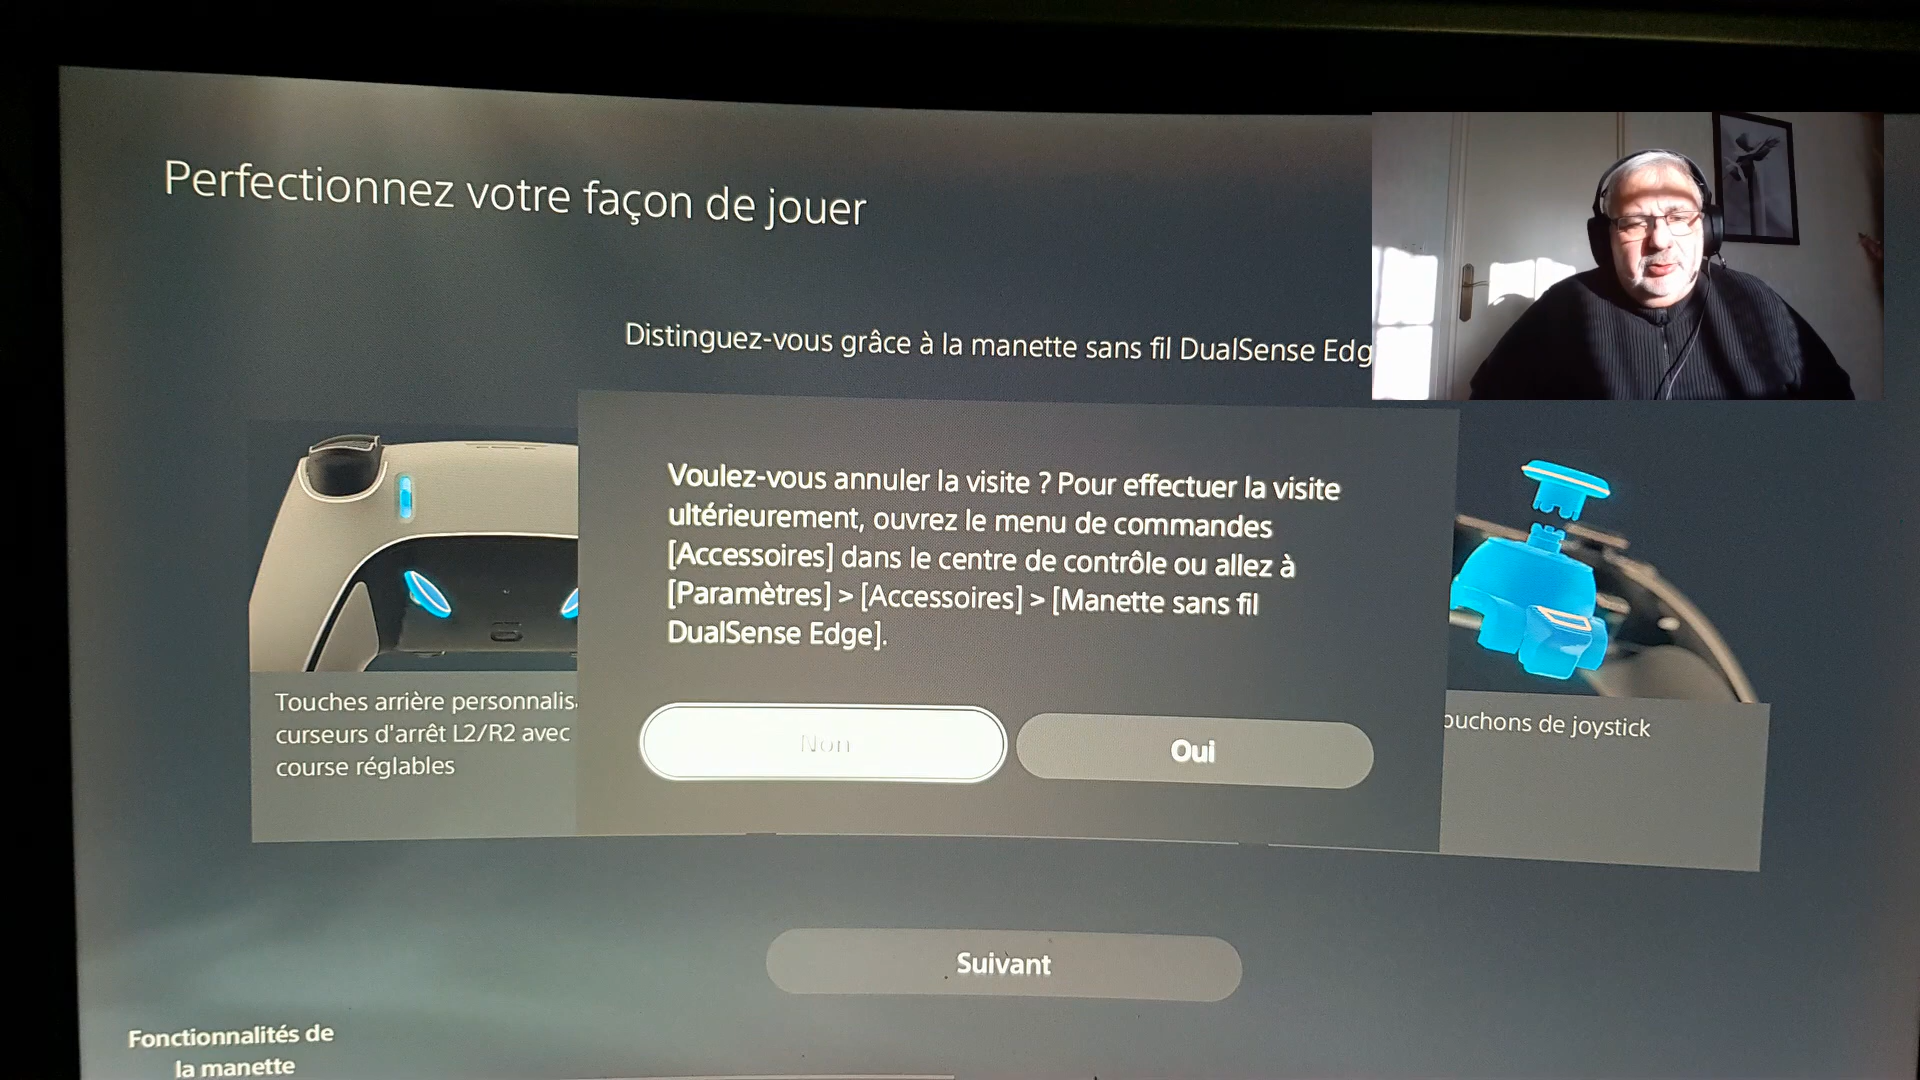 Perfectionnez votre façon de jouer
Distinguez-vous grâce à la manette sans fil DualSense Edg
Voulez-vous annuler la visite ? Pour effectuer la visite
ultérieurement, ouvrez le menu de commandes
[Accessoires] dans le centre de contrôle ou allez à
[Paramètres] > [Accessoires] > [Manette sans fil
DualSense Edge].
Non
Oui
Touches arrière personnalis
curseurs d'arrêt L2/R2 avec
course réglables
ouchons de joystick
Suivant
Fonctionnalités de
la manette